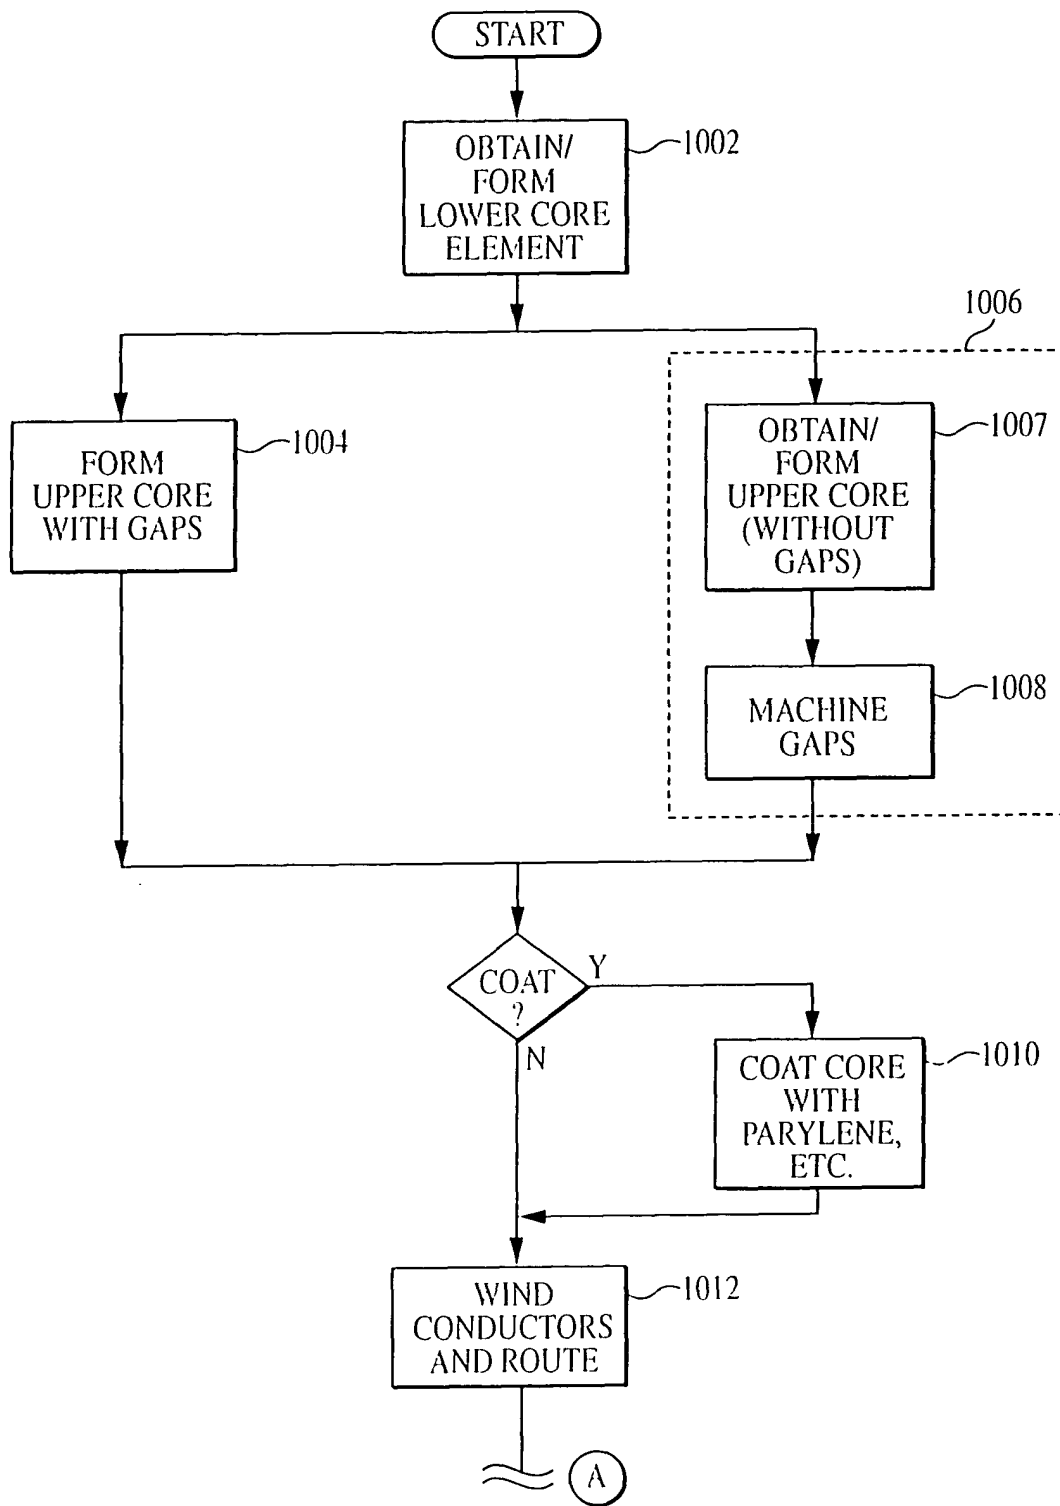 START
OBTAIN/
FORM
LOWER CORE
ELEMENT
1002
1006
FORM
UPPER CORE
WITH GAPS
1004
OBTAIN/
FORM
UPPER CORE
(WITHOUT
GAPS)
1007
MACHINE
GAPS
1008
COAT
?
Y
N
COAT CORE
WITH
PARYLENE,
ETC.
1010
WIND
CONDUCTORS
AND ROUTE
1012
A